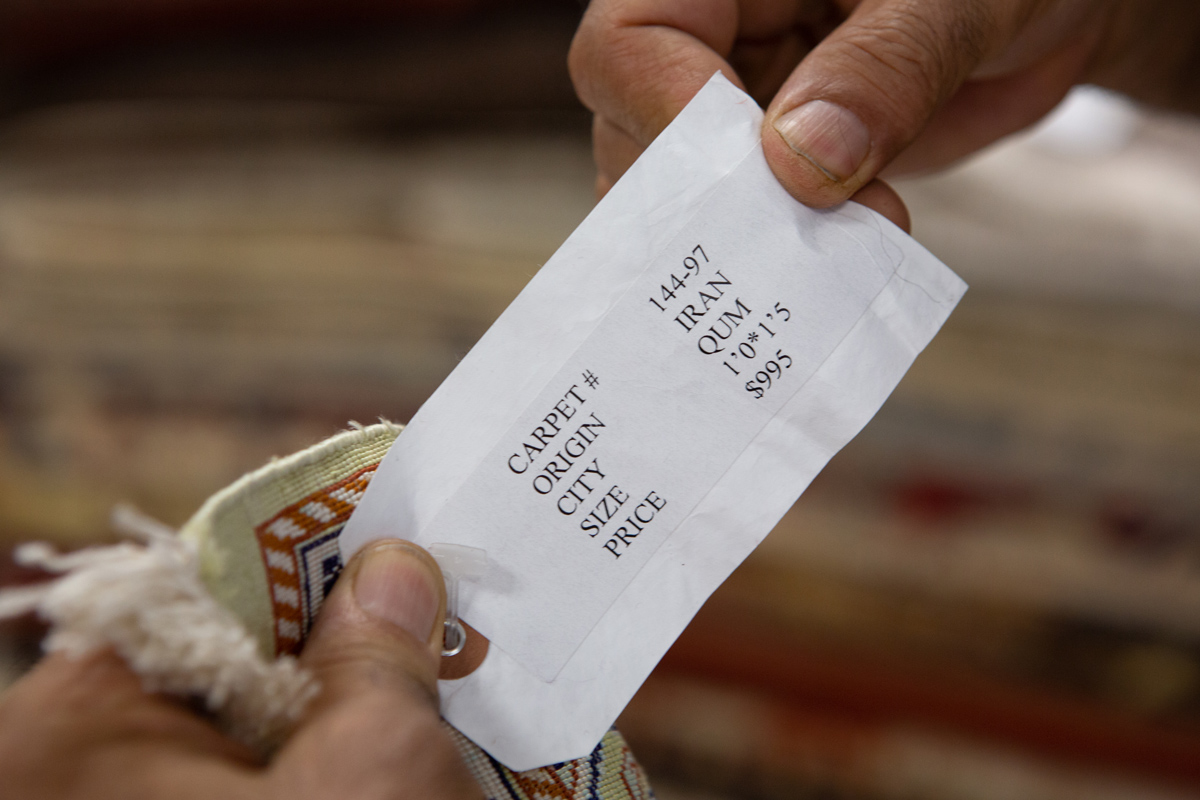 CARPET # 144-97
ORIGIN IRAN
CITY QUM
SIZE 1'0*1'5
PRICE $995